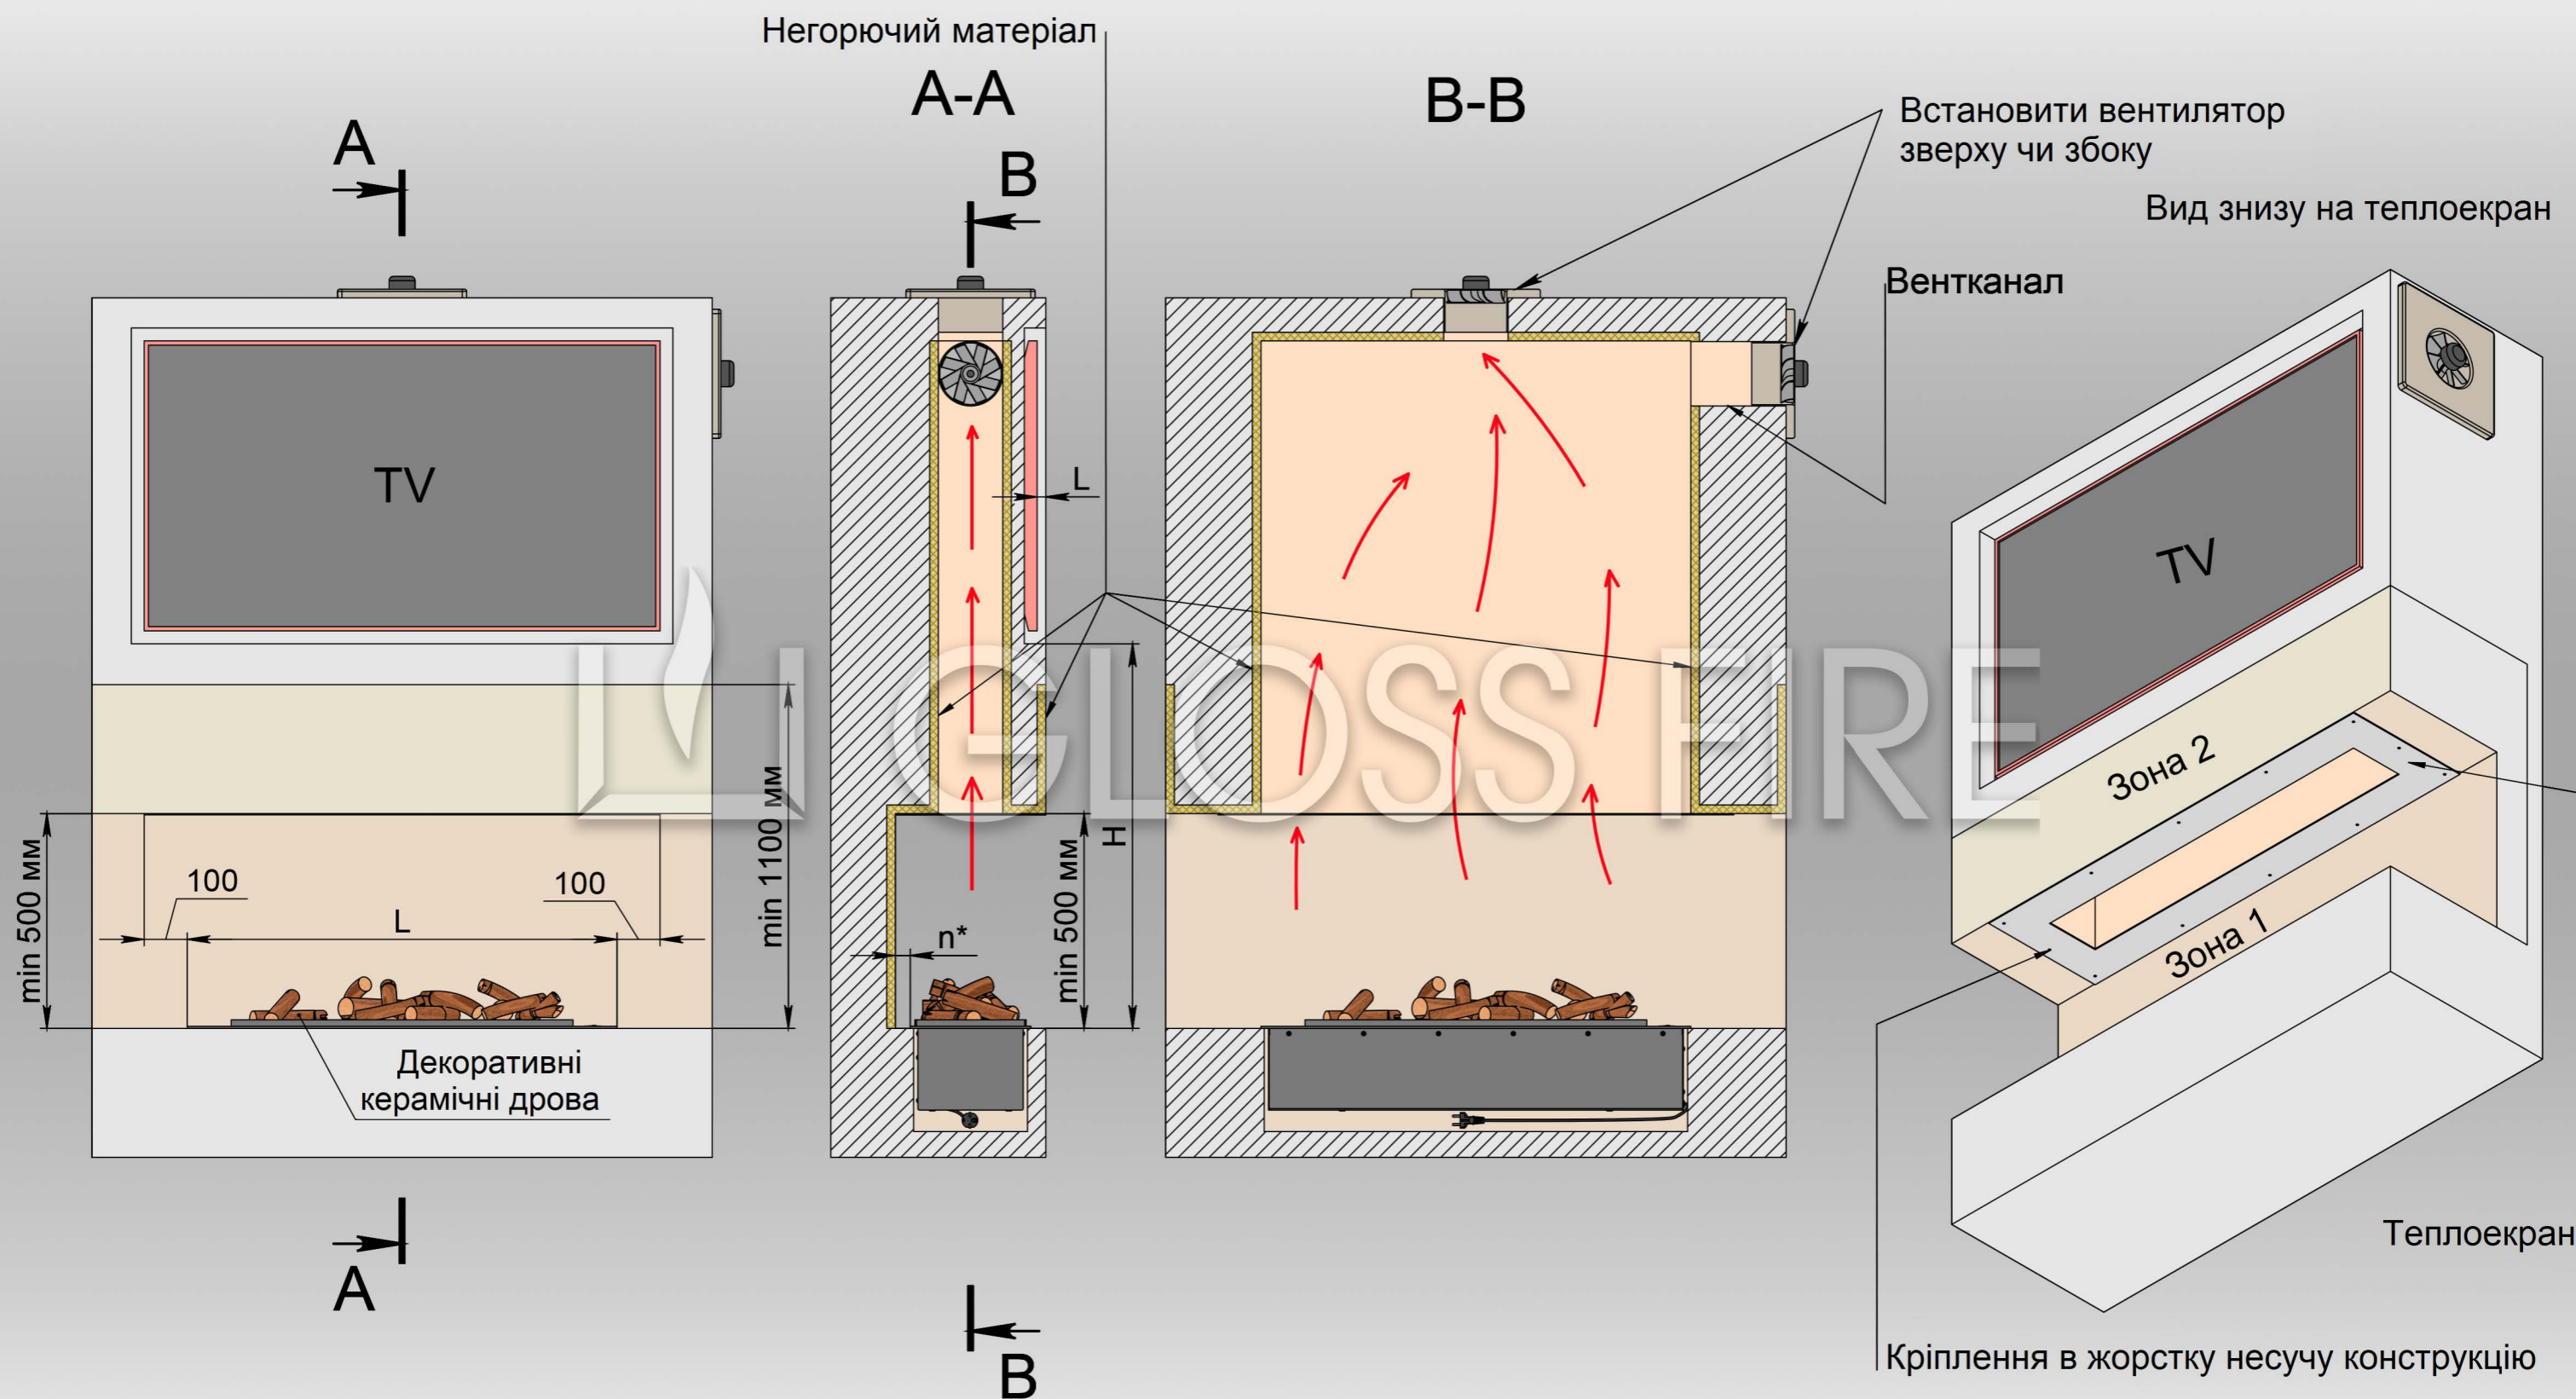 Негорючий матеріал
A-A
B-B
Встановити вентилятор
зверху чи збоку
Вид знизу на теплоекран
Вентканал
A
B
TV
L
TV
GLOSS FIRE
Зона 2
Зона 1
min 500 мм
100
100
L
min 1100 мм
n*
min 500 мм
H
Декоративні
керамічні дрова
Теплоекран
A
B
Кріплення в жорстку несучу конструкцію